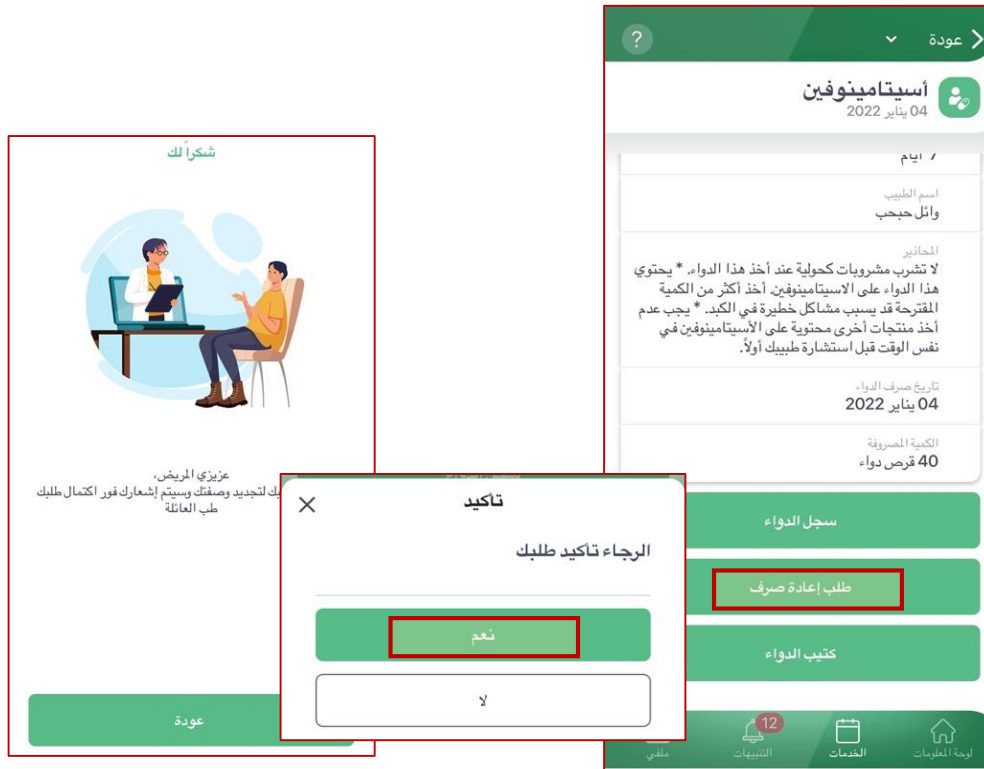 عودة
?
أسيتامينوفين
04 يناير 2022
7 أيام
اسم الطبيب
وائل حبحب
المحاذير
لا تشرب مشروبات كحولية عند أخذ هذا الدواء. * يحتوي
هذا الدواء على الاسيتامينوفين. أخذ أكثر من الكمية
المقترحة قد يسبب مشاكل خطيرة في الكبد. * يجب عدم
أخذ منتجات أخرى محتوية على الأسيتامينوفين في
نفس الوقت قبل استشارة طبيبك أولاً.
تاريخ صرف الدواء
04 يناير 2022
الكمية المصروفة
40 قرص دواء
سجل الدواء
طلب إعادة صرف
كتيب الدواء
لوحة المعلومات
الخدمات
12
التنبيهات
ملفي
تأكيد
الرجاء تأكيد طلبك
نعم
لا
شكراً لك
عزيزي المريض،
لتجديد وصفتك وسيتم إشعارك فور اكتمال طلبك
طب العائلة
عودة